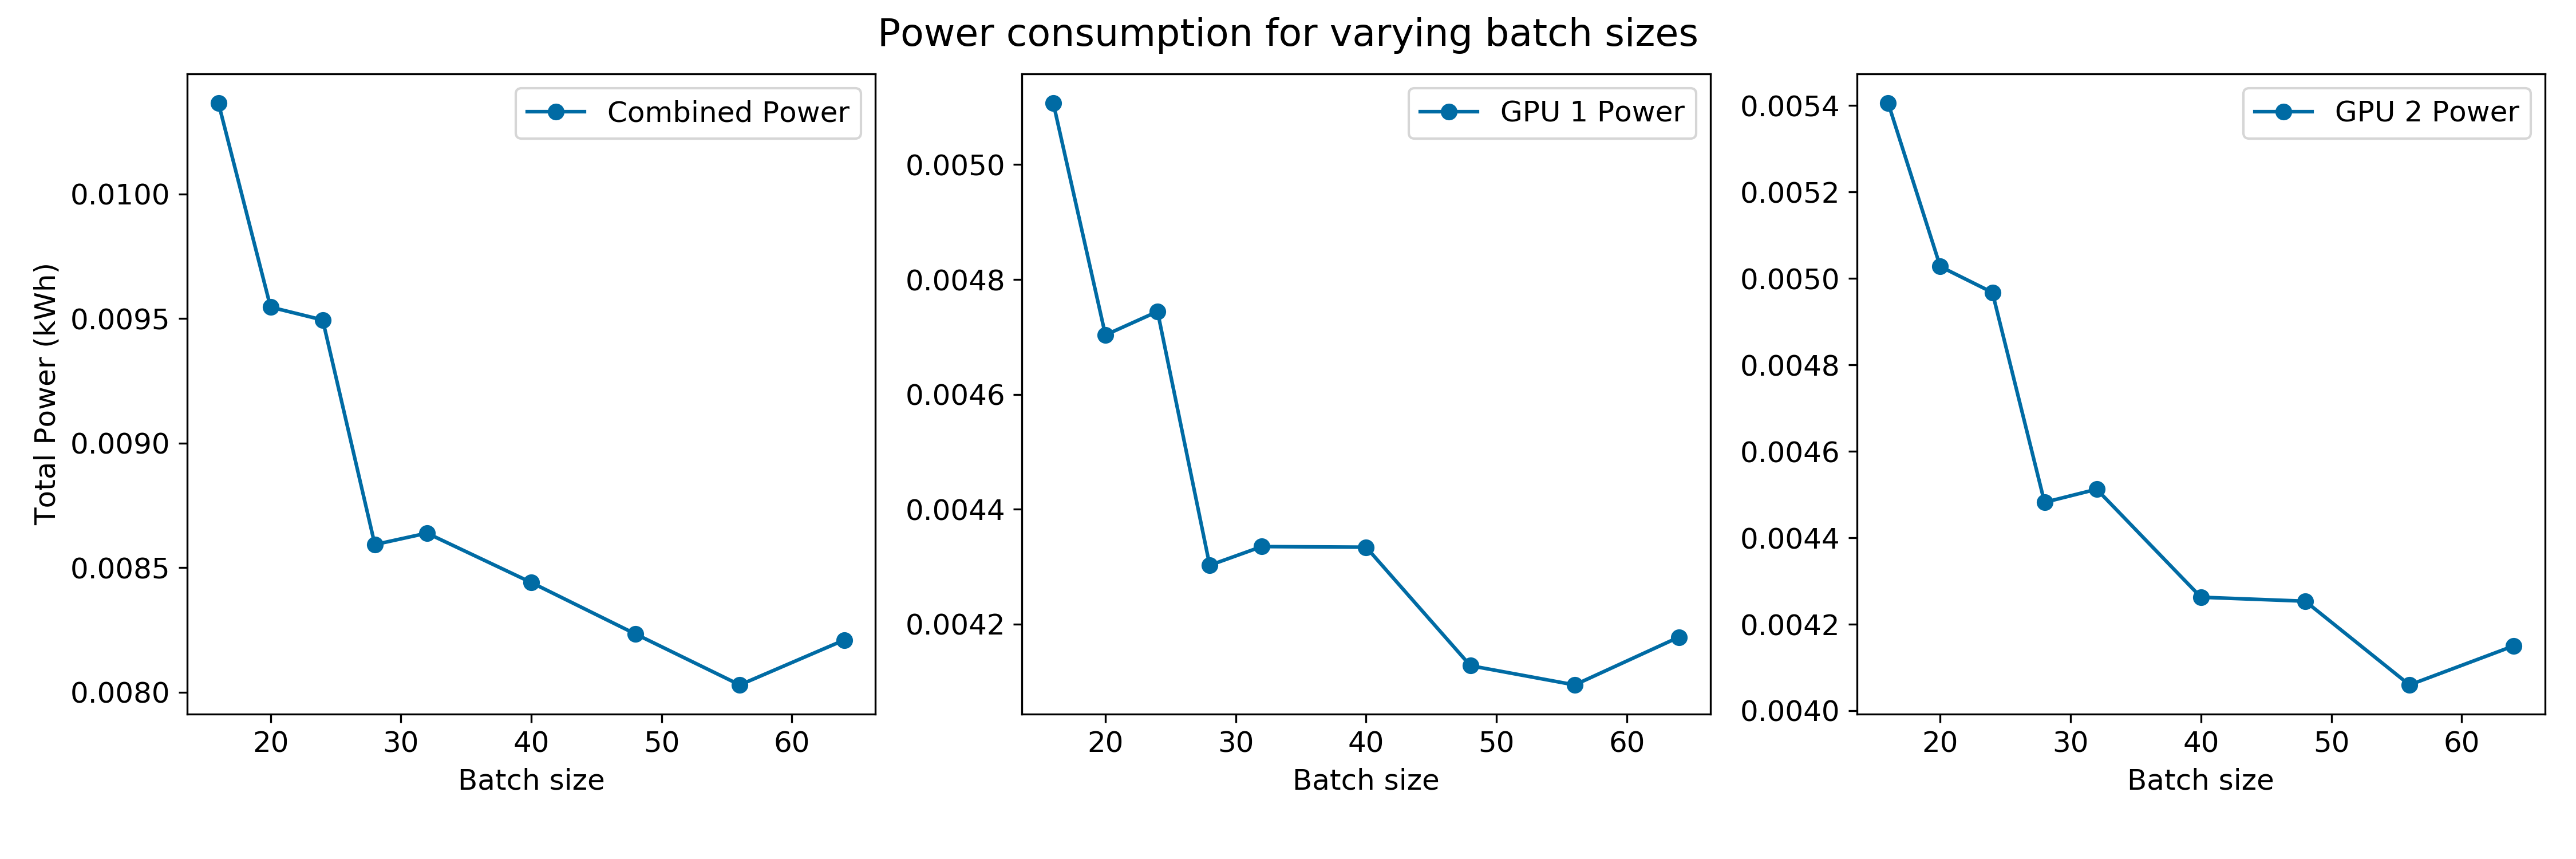 Power consumption for varying batch sizes
Total Power (kWh)
0.0100
0.0095
0.0090
0.0085
0.0080
Combined Power
20 30 40 50 60
Batch size
0.0050
0.0048
0.0046
0.0044
0.0042
GPU 1 Power
20 30 40 50 60
Batch size
0.0054
0.0052
0.0050
0.0048
0.0046
0.0044
0.0042
0.0040
GPU 2 Power
20 30 40 50 60
Batch size